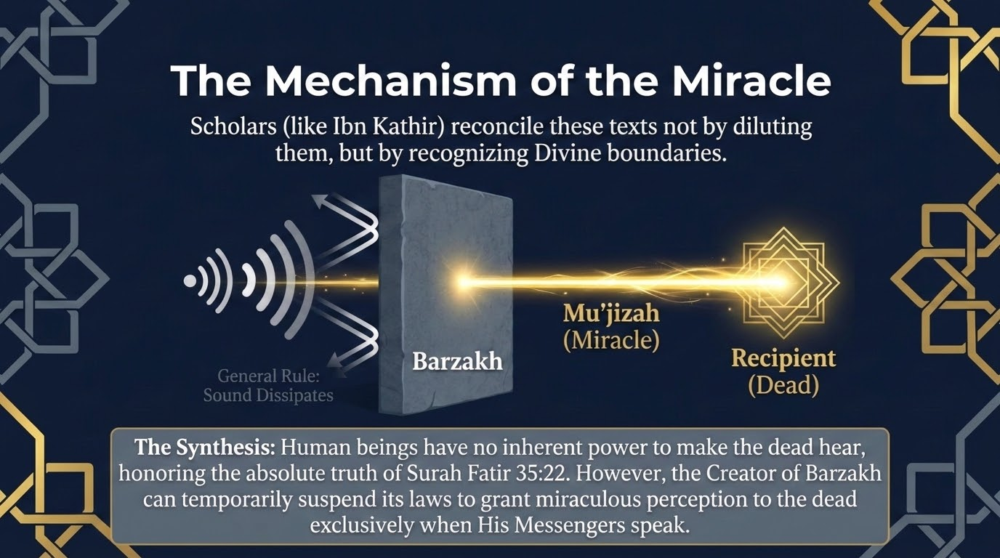 The Mechanism of the Miracle
Scholars (like Ibn Kathir) reconcile these texts not by diluting
them, but by recognizing Divine boundaries.
General Rule:
Sound Dissipates
Barzakh
Mu’jizah
(Miracle)
Recipient
(Dead)
The Synthesis: Human beings have no inherent power to make the dead hear,
honoring the absolute truth of Surah Fatir 35:22. However, the Creator of Barzakh
can temporarily suspend its laws to grant miraculous perception to the dead
exclusively when His Messengers speak.